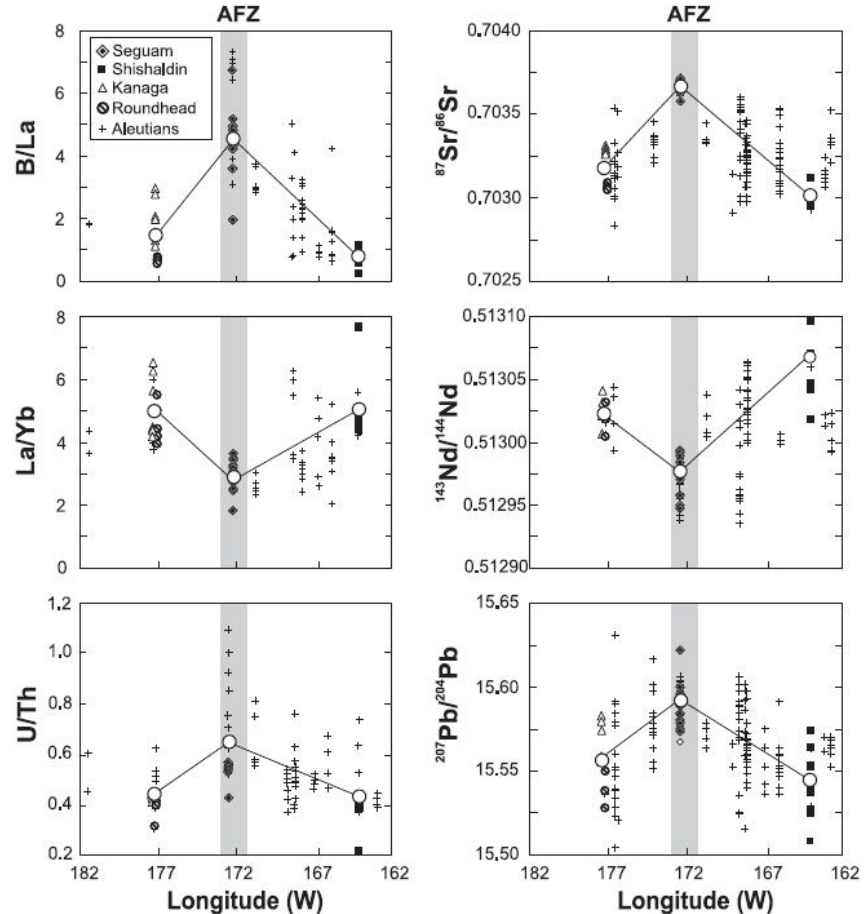 AFZ
AFZ
8
6
4
2
0
B/La
Seguam
Shishaldin
Kanaga
Roundhead
Aleutians
0.7040
0.7035
0.7030
0.7025
87Sr/86Sr
8
6
4
2
0
La/Yb
0.51310
0.51305
0.51300
0.51295
0.51290
143Nd/144Nd
1.2
1.0
0.8
0.6
0.4
0.2
U/Th
182
177
172
167
162
Longitude (W)
15.65
15.60
15.55
15.50
207Pb/204Pb
182
177
172
167
162
Longitude (W)